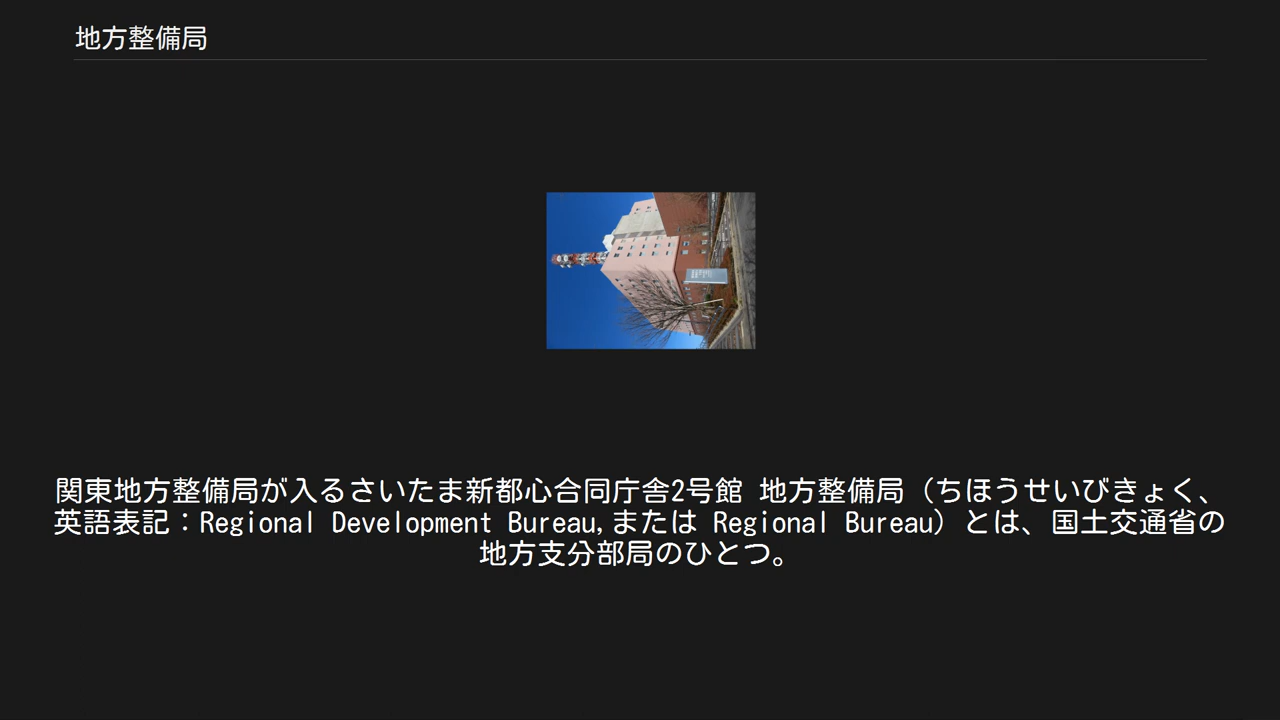 地方整備局
関東地方整備局が入るさいたま新都心合同庁舎2号館 地方整備局（ちほうせいびきょく、
英語表記：Regional Development Bureau,または Regional Bureau）とは、国土交通省の
地方支分部局のひとつ。